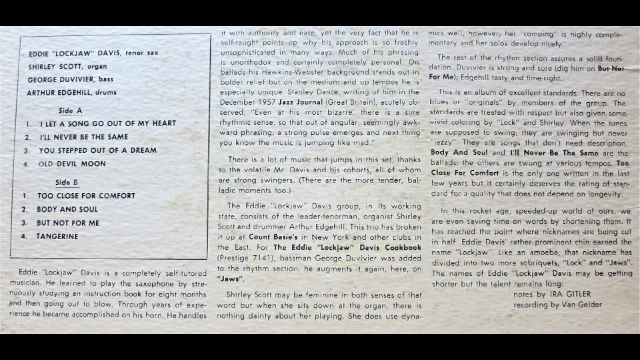 EDDIE "LOCKJAW" DAVIS, tenor sax
SHIRLEY SCOTT, organ
GEORGE DUVIVIER, bass
ARTHUR EDGEHILL, drums
Side A
1. I LET A SONG GO OUT OF MY HEART
2. I'LL NEVER BE THE SAME
3. YOU STEPPED OUT OF A DREAM
4. OLD DEVIL MOON
Side B
1. TOO CLOSE FOR COMFORT
2. BODY AND SOUL
3. BUT NOT FOR ME
4. TANGERINE
Eddie "Lockjaw" Davis is a completely self-tutored
musician. He learned to play the saxophone by stre-
nuously studying an instruction book for eight months
and then going out to blow. Through years of expe-
rience he became accomplished on his horn. He handles
it with authority and ease, yet the very fact that he is
self-taught points-up why his approach is so freshly
unsophisticated in many ways. Much of his phrasing
is unorthodox and certainly completely personal. On
ballads his Hawkins-Webster background stands out in
bolder relief but on the medium and up tempos he is
especially unique. Stanley Dance, writing of him in the
December 1957 Jazz Journal (Great Britain), acutely ob-
served, "Even at his most bizarre, there is a sure
rhythmic sense, so that out of angular, seemingly awk-
ward phrasing, a strong pulse emerges and next thing
you know the music is jumping like mad."
There is a lot of music that jumps in this set, thanks
to the volatile Mr. Davis and his cohorts, all of whom
are strong swingers. (There are the more tender, bal-
ladic moments too.)
The Eddie "Lockjaw" Davis group, in its working
state, consists of the leader-tenorman, organist Shirley
Scott and drummer Arthur Edgehill. This trio has broken
it up at Count Basie's in New York and other clubs in
the East. For The Eddie "Lockjaw" Davis Cookbook
(Prestige 7141), bassman George Duvivier was added
to the rhythm section; he augments it again, here, on
"Jaws".
Shirley Scott may be feminine in both senses of that
word but when she sits down at the organ, there is
nothing dainty about her playing. She does use dyna-
mics well, however, her "comping" is highly comple-
mentary and her solos develop nicely.
The rest of the rhythm section assures a solid foun-
dation. Duvivier is strong and sure (dig him on But Not
For Me); Edgehill tasty and time-right.
This is an album of excellent standards. There are no
blues or "originals" by members of the group. The
standards are treated with respect but also given some
vivid coloring by "Lock" and Shirley. When the tunes
are supposed to swing, they are swinging but never
"jazzy". They are songs that don't need description.
Body And Soul and I'll Never Be The Same are the
ballads; the others are swung at various tempos. Too
Close For Comfort is the only one written in the last
few years but it certainly deserves the rating of stan-
dard for a quality that does not depend on longevity.
In this rocket age, speeded-up world of ours, we
are even saving time on words by shortening them. It
has reached the point where nicknames are being cut
in half. Eddie Davis' rather prominent chin earned the
name "Lockjaw." Like an amoeba, that nickname has
divided into two more sobriquets, "Lock" and "Jaws".
The names of Eddie "Lockjaw" Davis may be getting
shorter but the talent remains long.
notes by IRA GITLER
recording by Van Gelder